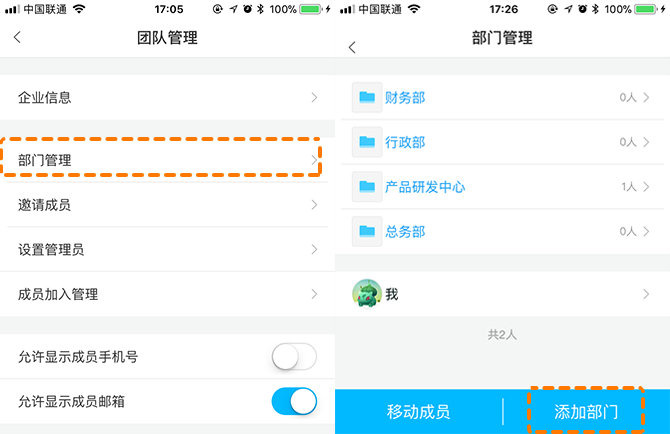 中国联通 17:05 100%
团队管理
企业信息
部门管理
邀请成员
设置管理员
成员加入管理
允许显示成员手机号
允许显示成员邮箱
中国联通 17:26 100%
部门管理
财务部 0人
行政部 0人
产品研发中心 1人
总务部 0人
我
共2人
移动成员 添加部门